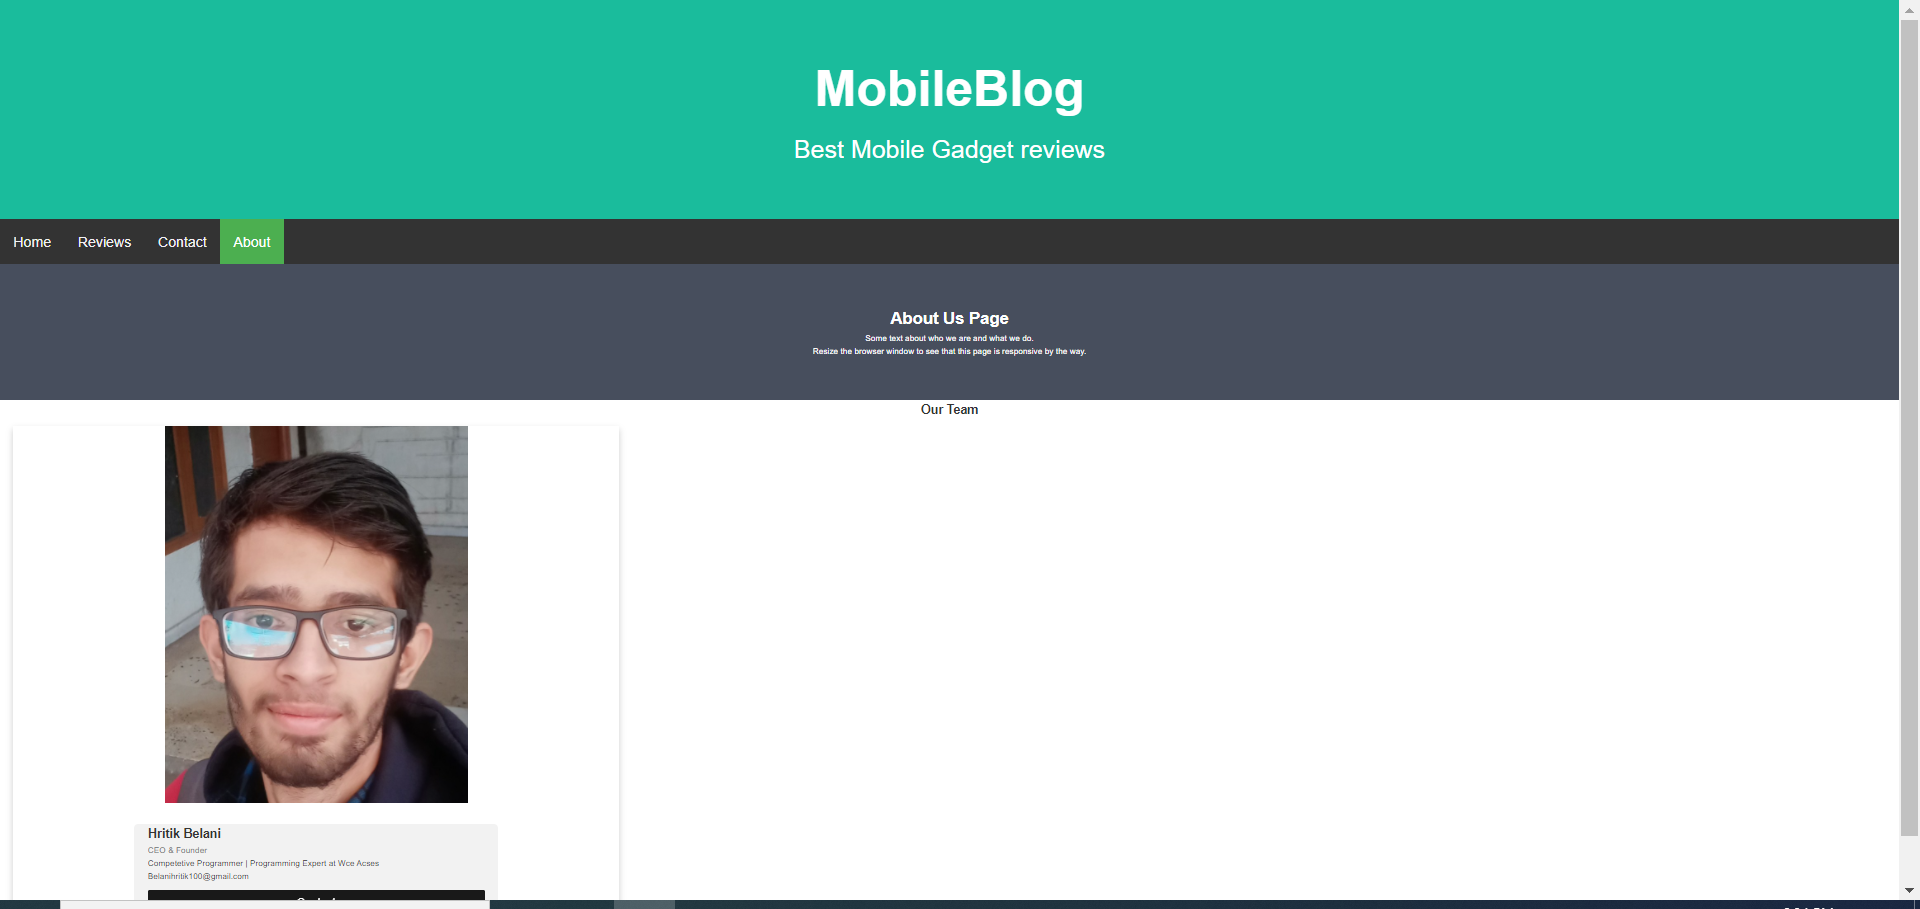 MobileBlog
Best Mobile Gadget reviews
Home Reviews Contact About
About Us Page
Some text about who we are and what we do.
Resize the browser window to see that this page is responsive by the way.
Our Team
Hritik Belani
CEO & Founder
Competetive Programmer | Programming Expert at Wce Acses
Belanihritik100@gmail.com